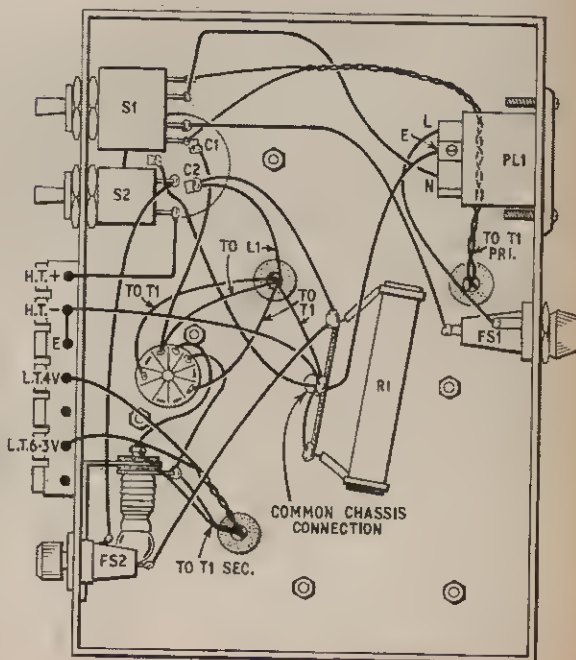 S1
C1
C2
S2
L
E
N
PL1
TO T1
PRI.
TO L1
TO T1
TO
T1
H.T.+
H.T.-
E
L.T.4V
L.T.6·3V
FS1
R1
COMMON CHASSIS
CONNECTION
FS2
TO T1 SEC.